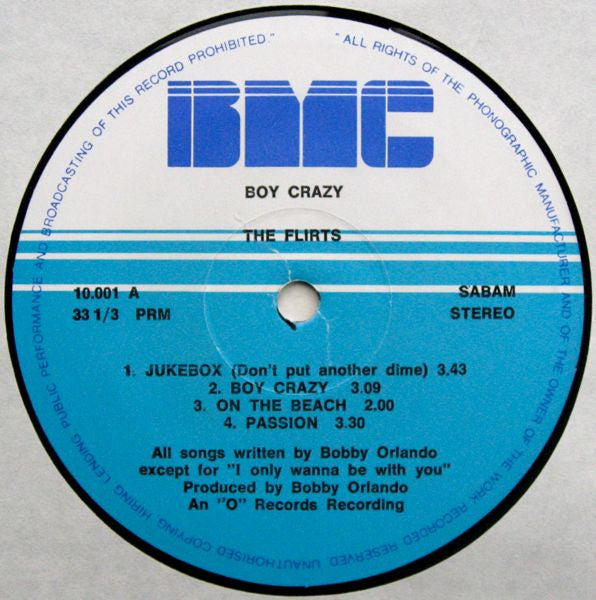 "ALL RIGHTS OF THE PHONOGRAPHIC MANUFACTURER AND OF THE OWNER OF THE WORK RECORDED RESERVED. UNAUTHORISED COPYING, HIRING, LENDING PUBLIC PERFORMANCE AND BROADCASTING OF THIS RECORD PROHIBITED."
BMC
BOY CRAZY
THE FLIRTS
10.001 A SABAM
33 1/3 PRM STEREO
1. JUKEBOX (Don't put another dime) 3.43
2. BOY CRAZY 3.09
3. ON THE BEACH 2.00
4. PASSION 3.30
All songs written by Bobby Orlando
except for "I only wanna be with you"
Produced by Bobby Orlando
An "O" Records Recording